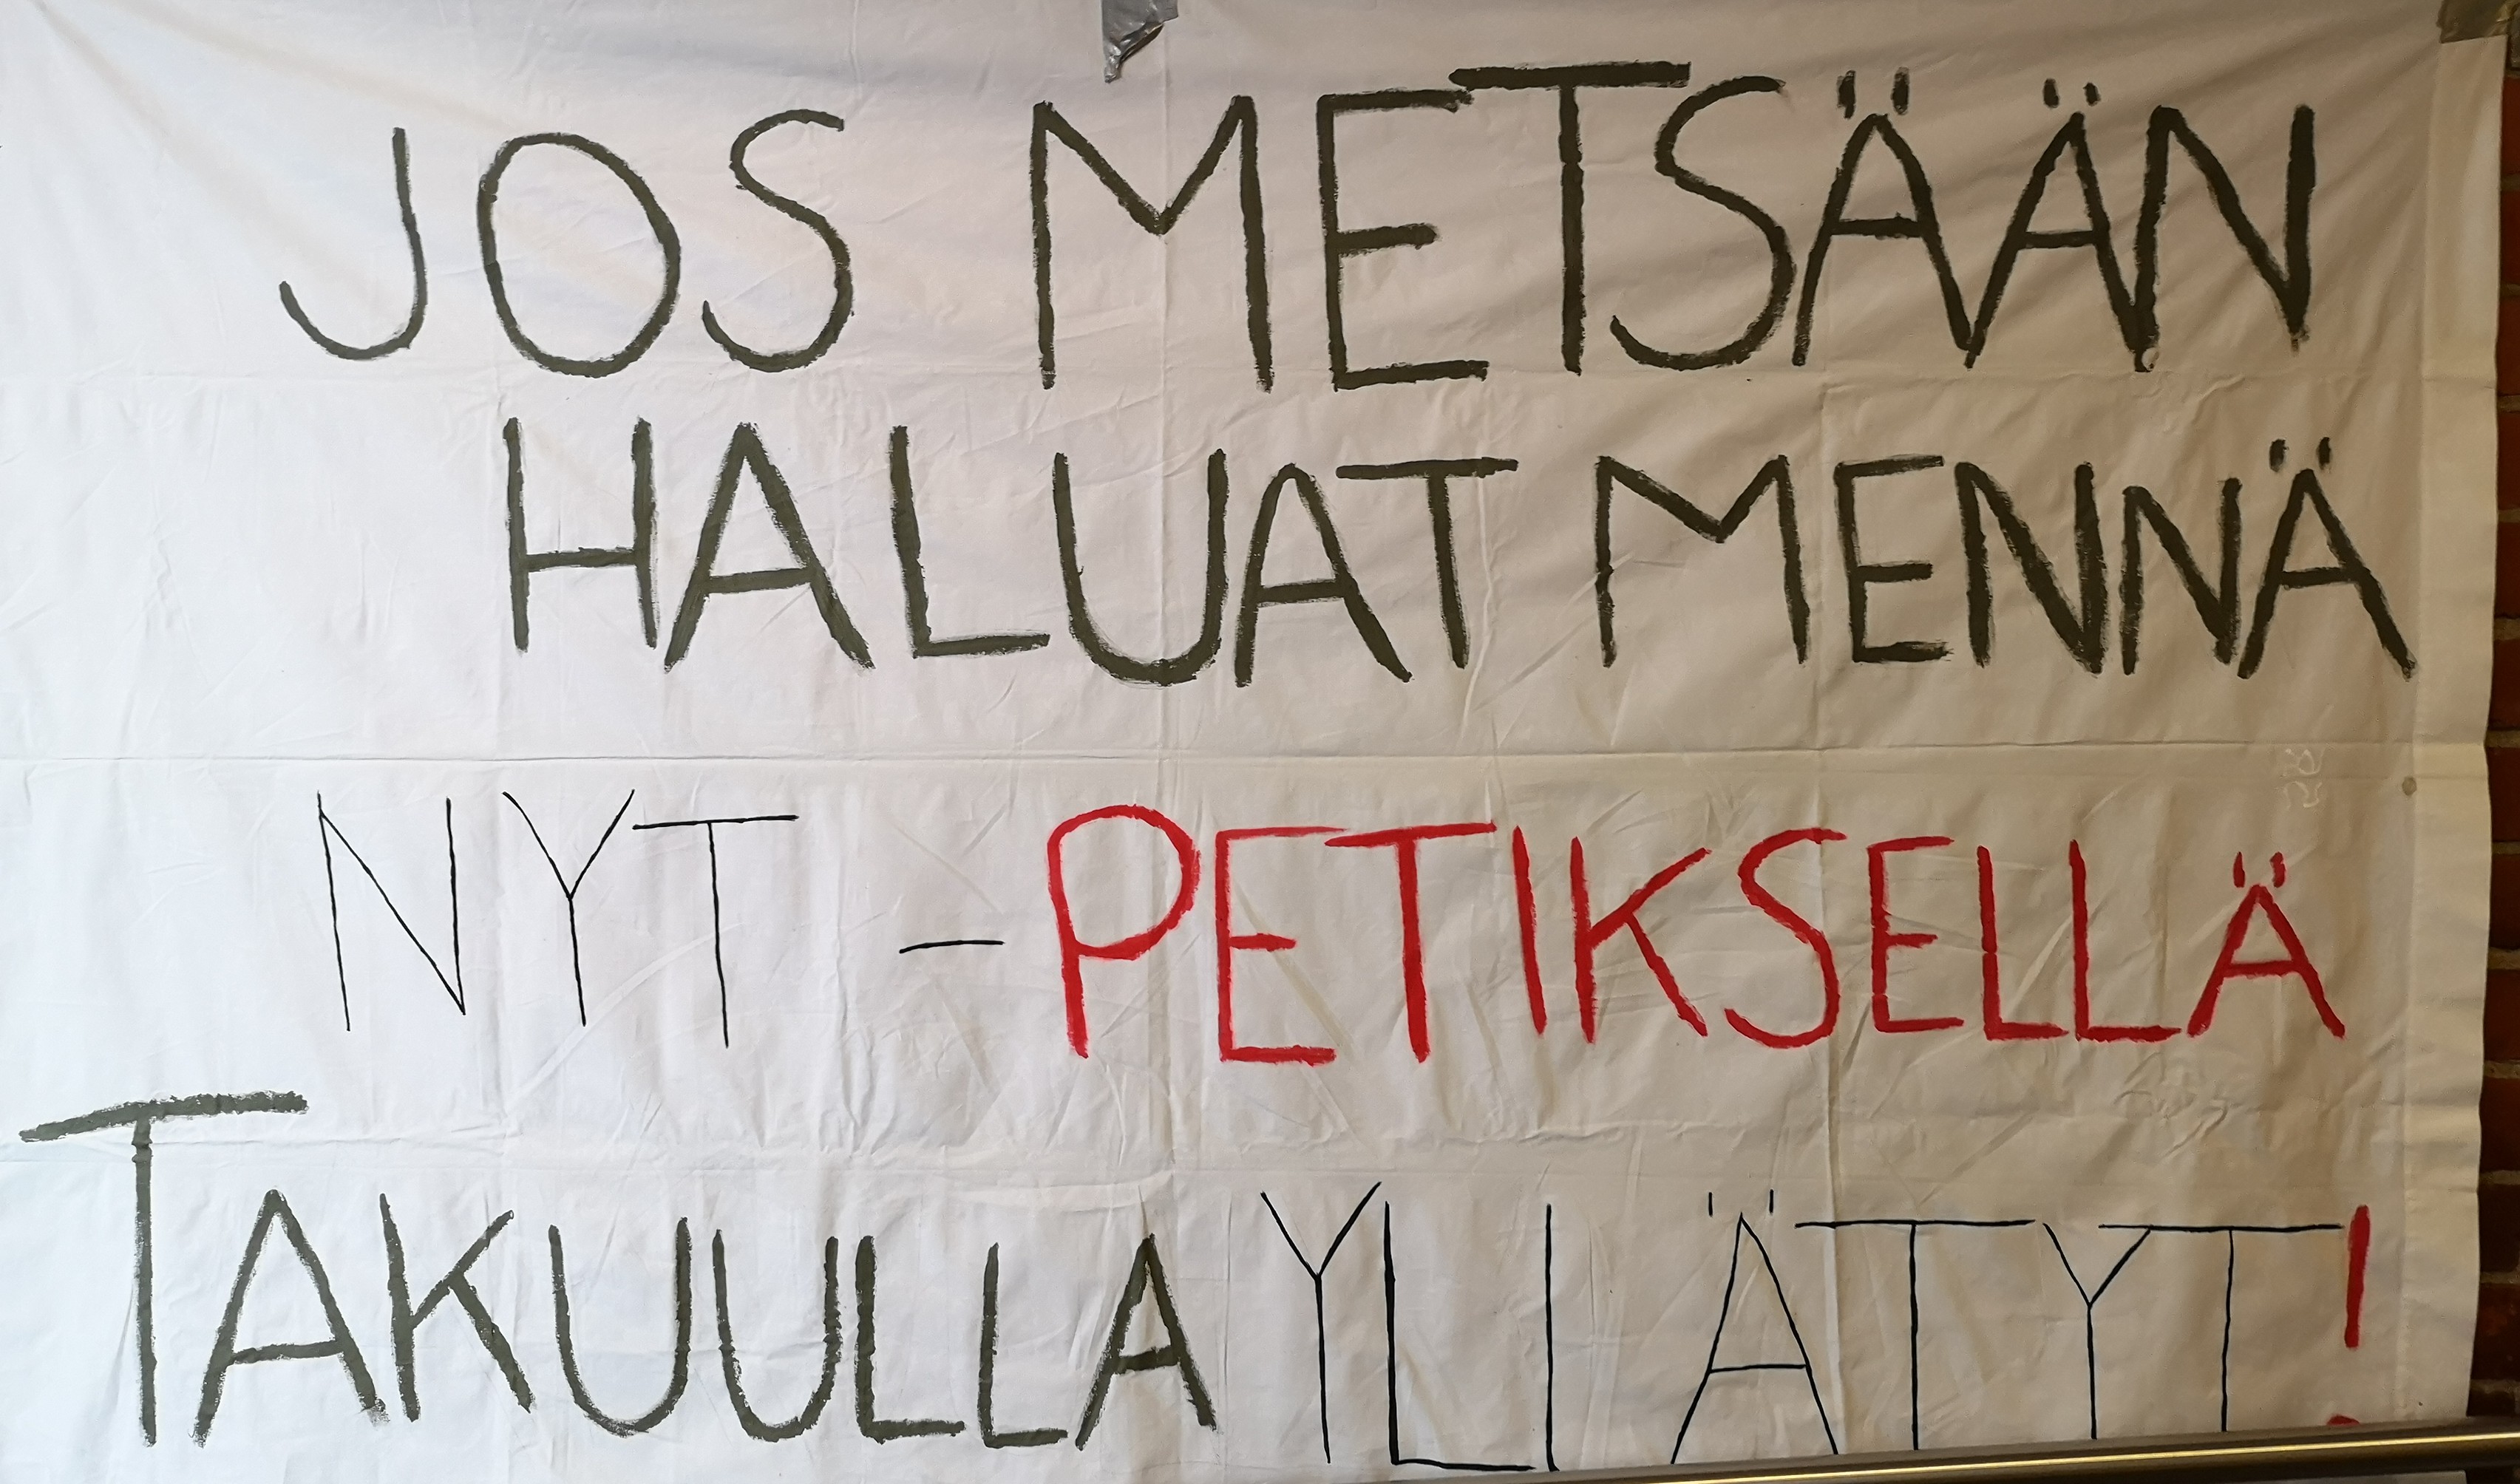 JOS METSÄÄN
HALUAT MENNÄ
NYT - PETIKSELLÄ
TAKUULLA YLLÄTYT!